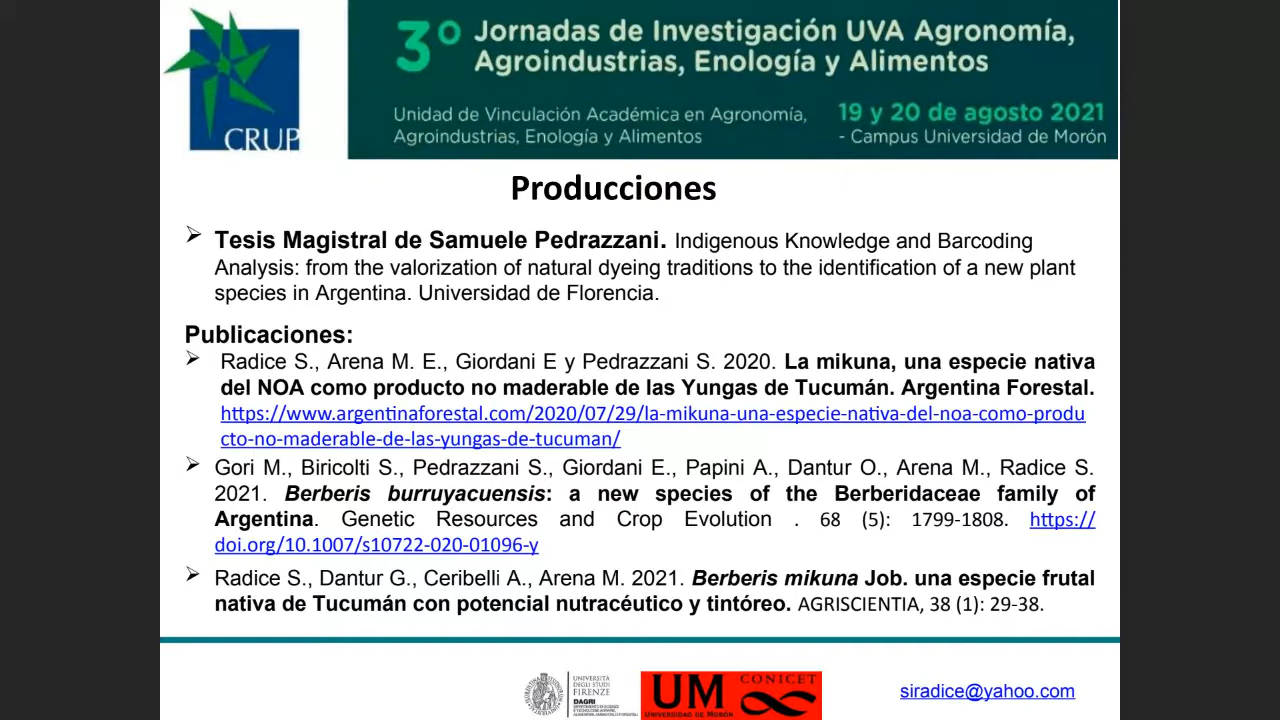 CRUP
3° Jornadas de Investigación UVA Agronomía,
Agroindustrias, Enología y Alimentos
Unidad de Vinculación Académica en Agronomía,
Agroindustrias, Enología y Alimentos
19 y 20 de agosto 2021
- Campus Universidad de Morón
Producciones
➢ Tesis Magistral de Samuele Pedrazzani. Indigenous Knowledge and Barcoding
Analysis: from the valorization of natural dyeing traditions to the identification of a new plant
species in Argentina. Universidad de Florencia.
Publicaciones:
➢ Radice S., Arena M. E., Giordani E y Pedrazzani S. 2020. La mikuna, una especie nativa
del NOA como producto no maderable de las Yungas de Tucumán. Argentina Forestal.
https://www.argentinaforestal.com/2020/07/29/la-mikuna-una-especie-nativa-del-noa-como-produ
cto-no-maderable-de-las-yungas-de-tucuman/
➢ Gori M., Biricolti S., Pedrazzani S., Giordani E., Papini A., Dantur O., Arena M., Radice S.
2021. Berberis burruyacuensis: a new species of the Berberidaceae family of
Argentina. Genetic Resources and Crop Evolution . 68 (5): 1799-1808. https://
doi.org/10.1007/s10722-020-01096-y
➢ Radice S., Dantur G., Ceribelli A., Arena M. 2021. Berberis mikuna Job. una especie frutal
nativa de Tucumán con potencial nutracéutico y tintóreo. AGRISCIENTIA, 38 (1): 29-38.
UNIVERSITÀ
DEGLI STUDI
FIRENZE
DAGRI
UM
UNIVERSIDAD DE MORÓN
CONICET
siradice@yahoo.com